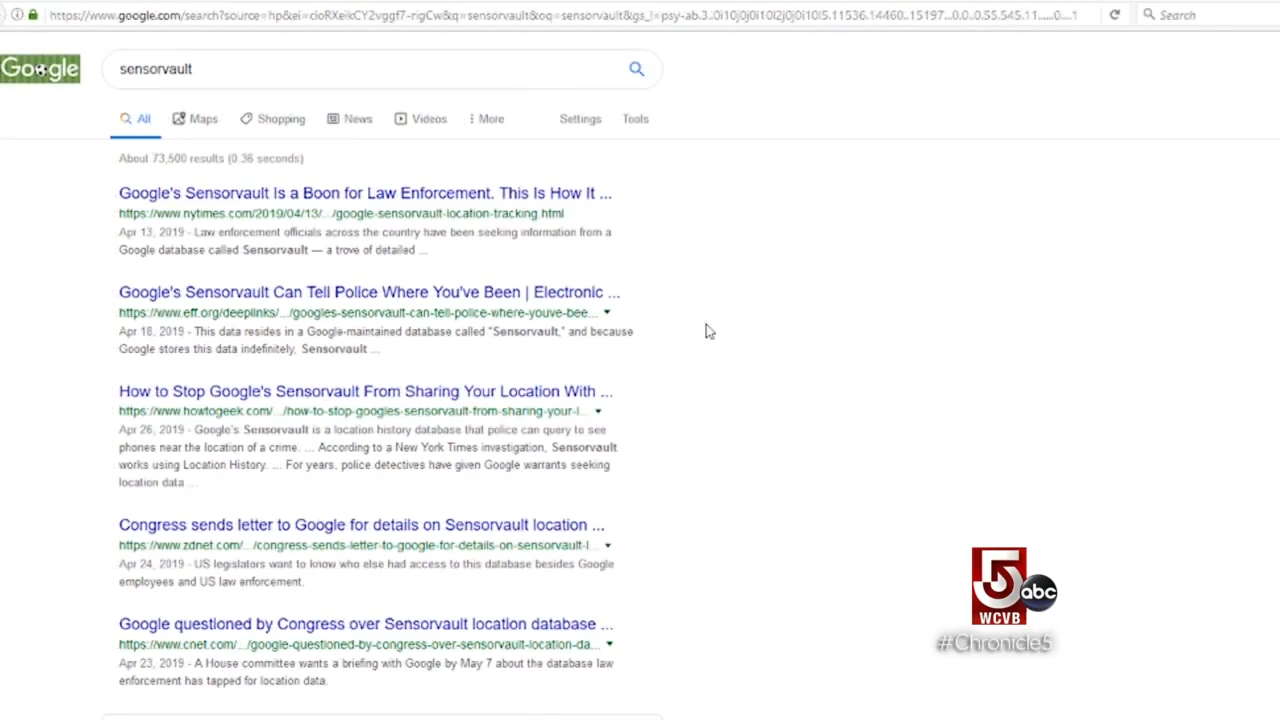 https://www.google.com/search?source=hp&ei=cioRXeikCY2vggf7-rigCw&q=sensorvault&oq=sensorvault&gs_l=psy-ab.3..0i10j0j0i10l2j0j0i10l5.11536.14460..15197...0.0..0.55.545.11......0....1
Search
Google
sensorvault
All Maps Shopping News Videos More Settings Tools
About 73,500 results (0.36 seconds)
Google's Sensorvault Is a Boon for Law Enforcement. This Is How It ...
https://www.nytimes.com/2019/04/13/.../google-sensorvault-location-tracking.html
Apr 13, 2019 - Law enforcement officials across the country have been seeking information from a
Google database called Sensorvault — a trove of detailed ...
Google's Sensorvault Can Tell Police Where You've Been | Electronic ...
https://www.eff.org/deeplinks/.../googles-sensorvault-can-tell-police-where-youve-bee...
Apr 18, 2019 - This data resides in a Google-maintained database called "Sensorvault," and because
Google stores this data indefinitely, Sensorvault ...
How to Stop Google's Sensorvault From Sharing Your Location With ...
https://www.howtogeek.com/.../how-to-stop-googles-sensorvault-from-sharing-your-l...
Apr 26, 2019 - Google's Sensorvault is a location history database that police can query to see
phones near the location of a crime. ... According to a New York Times investigation, Sensorvault
works using Location History. ... For years, police detectives have given Google warrants seeking
location data ...
Congress sends letter to Google for details on Sensorvault location ...
https://www.zdnet.com/.../congress-sends-letter-to-google-for-details-on-sensorvault-l...
Apr 24, 2019 - US legislators want to know who else had access to this database besides Google
employees and US law enforcement.
Google questioned by Congress over Sensorvault location database ...
https://www.cnet.com/.../google-questioned-by-congress-over-sensorvault-location-da...
Apr 23, 2019 - A House committee wants a briefing with Google by May 7 about the database law
enforcement has tapped for location data.
5
abc
WCVB
#Chronicle5